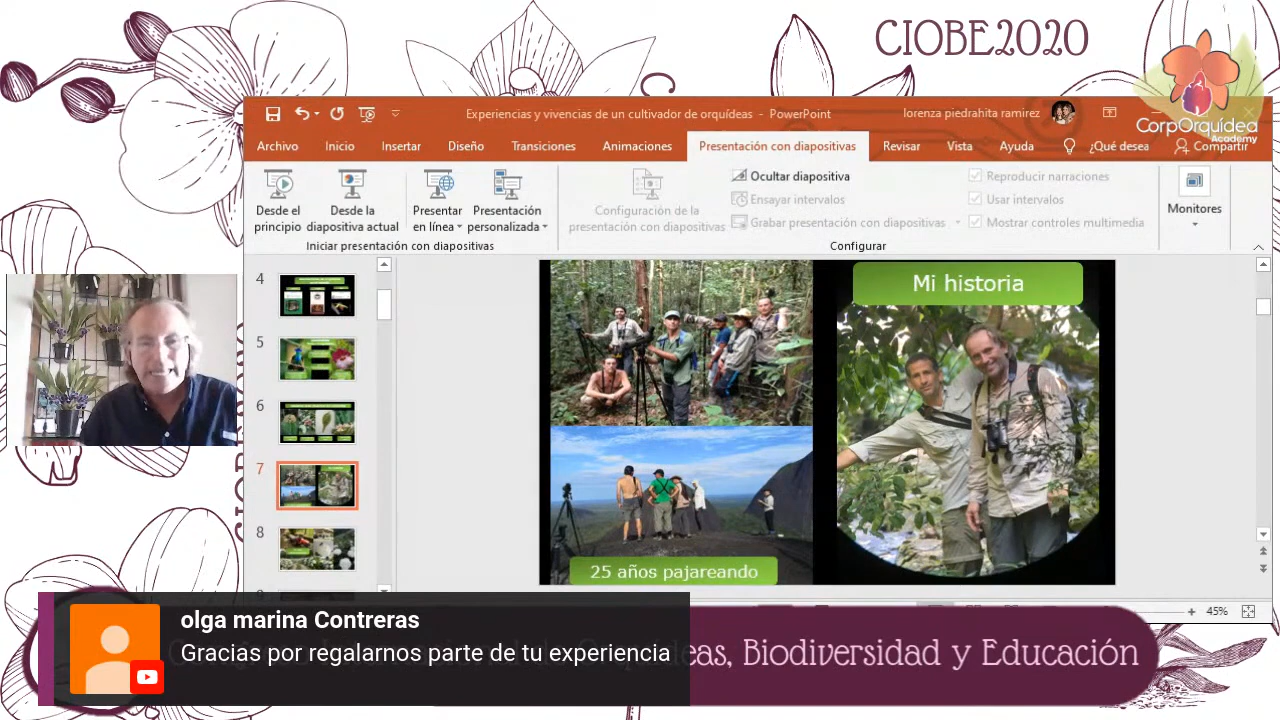 CIOBE2020
CorpOrquídea
Academy
Experiencias y vivencias de un cultivador de orquídeas - PowerPoint
lorenza piedrahita ramirez
Archivo
Inicio
Insertar
Diseño
Transiciones
Animaciones
Presentación con diapositivas
Revisar
Vista
Ayuda
¿Qué desea
Compartir
Desde el principio
Desde la diapositiva actual
Presentar en línea
Presentación personalizada
Iniciar presentación con diapositivas
Configuración de la presentación con diapositivas
Ocultar diapositiva
Ensayar intervalos
Grabar presentación con diapositivas
Reproducir narraciones
Usar intervalos
Mostrar controles multimedia
Configurar
Monitores
4
5
6
7
8
Mi historia
25 años pajareando
45%
olga marina Contreras
Gracias por regalarnos parte de tu experiencia
Biodiversidad y Educación